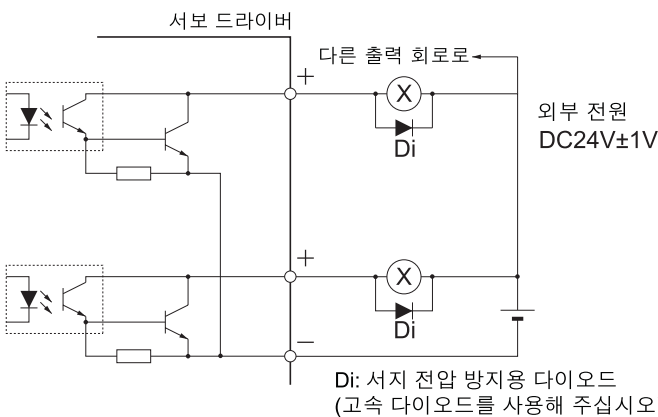 서보 드라이버
다른 출력 회로로
+
X
Di
외부 전원
DC24V±1V
+
X
Di
−
Di: 서지 전압 방지용 다이오드
(고속 다이오드를 사용해 주십시오